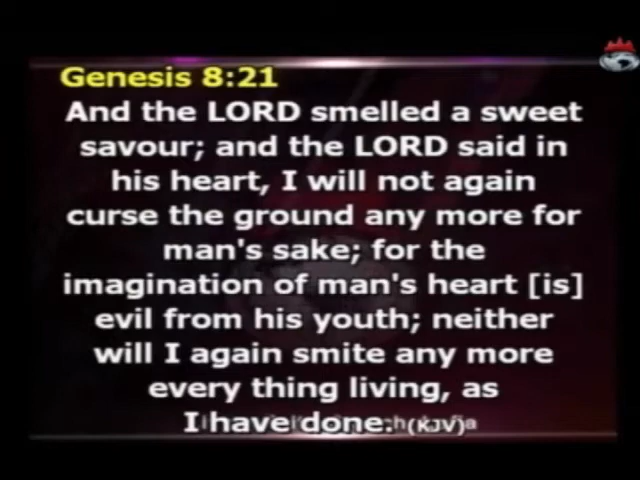 Genesis 8:21
And the LORD smelled a sweet
savour; and the LORD said in
his heart, I will not again
curse the ground any more for
man's sake; for the
imagination of man's heart [is]
evil from his youth; neither
will I again smite any more
every thing living, as
I have done. (KJV)